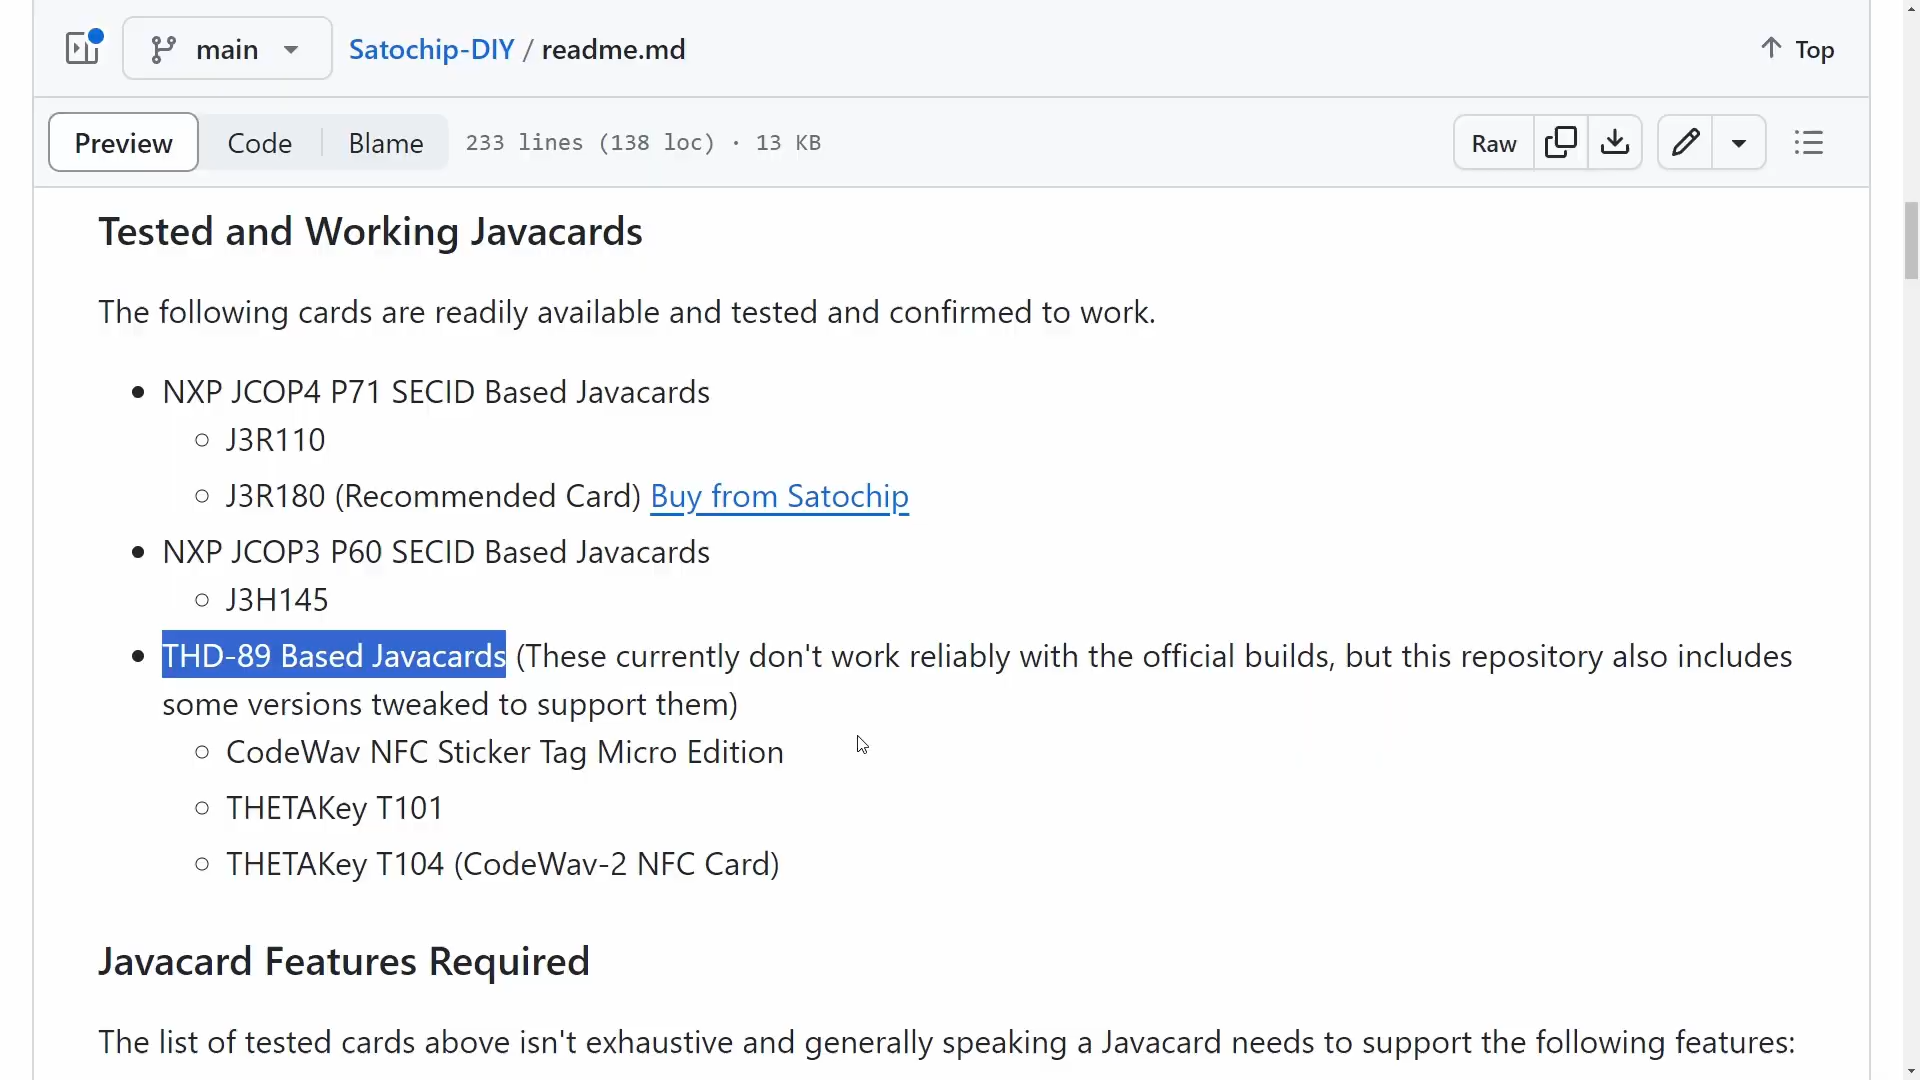 main
Satochip-DIY / readme.md
Top
Preview
Code
Blame
233 lines (138 loc) · 13 KB
Raw
Tested and Working Javacards
The following cards are readily available and tested and confirmed to work.
NXP JCOP4 P71 SECID Based Javacards
J3R110
J3R180 (Recommended Card) Buy from Satochip
NXP JCOP3 P60 SECID Based Javacards
J3H145
THD-89 Based Javacards (These currently don't work reliably with the official builds, but this repository also includes
some versions tweaked to support them)
CodeWav NFC Sticker Tag Micro Edition
THETAKey T101
THETAKey T104 (CodeWav-2 NFC Card)
Javacard Features Required
The list of tested cards above isn't exhaustive and generally speaking a Javacard needs to support the following features: